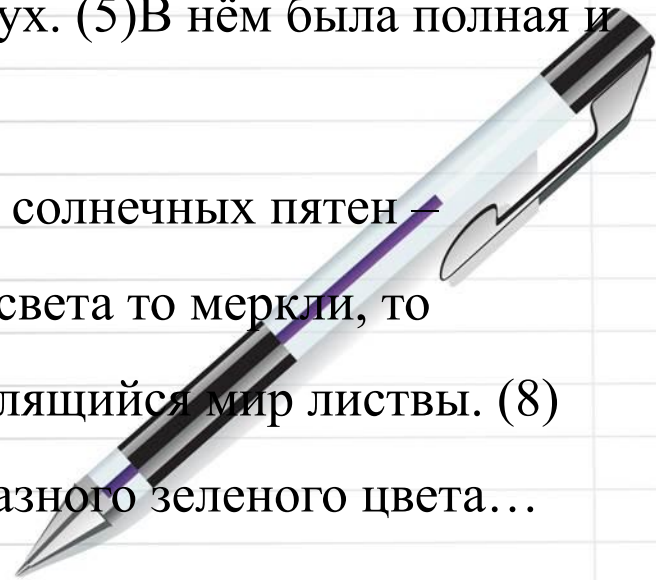 ух. (5)В нём была полная и
солнечных пятен –
света то меркли, то
лящийся мир листвы. (8)
азного зеленого цвета…